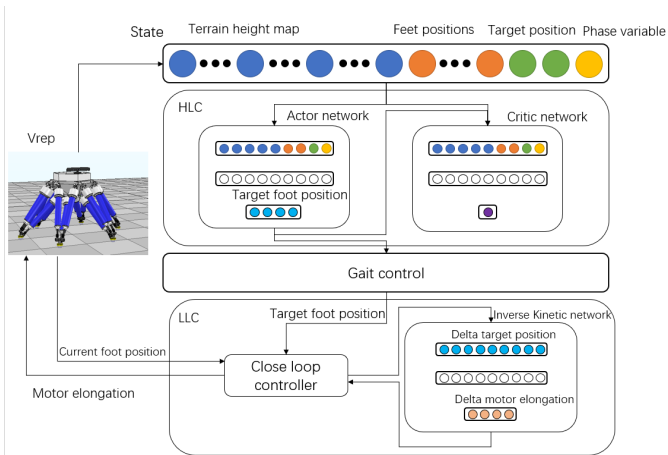 State
Terrain height map
Feet positions
Target position
Phase variable
HLC
Actor network
Critic network
Vrep
Target foot position
Gait control
LLC
Target foot position
Inverse Kinetic network
Delta target position
Current foot position
Close loop
controller
Motor elongation
Delta motor elongation